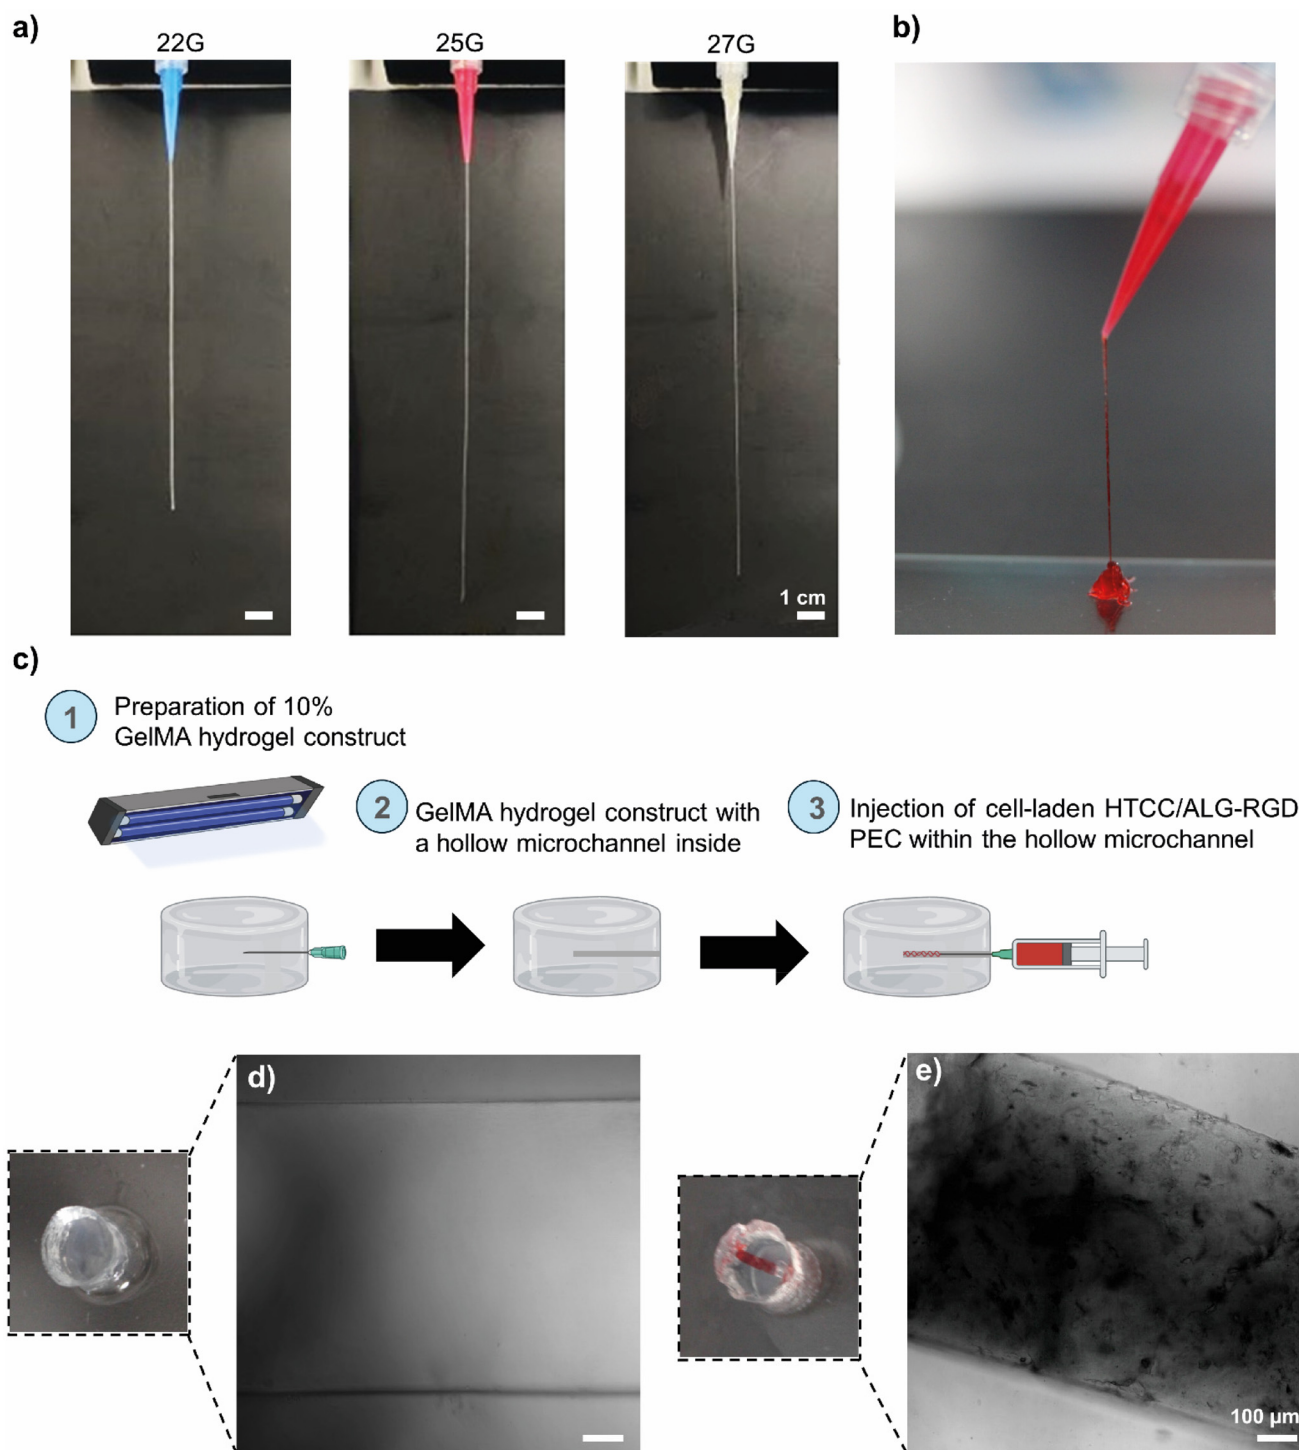 a)
22G
25G
27G
1 cm
b)
c)
1
Preparation of 10%
GelMA hydrogel construct
2
GelMA hydrogel construct with
a hollow microchannel inside
3
Injection of cell-laden HTCC/ALG-RGD
PEC within the hollow microchannel
d)
e)
100 µm